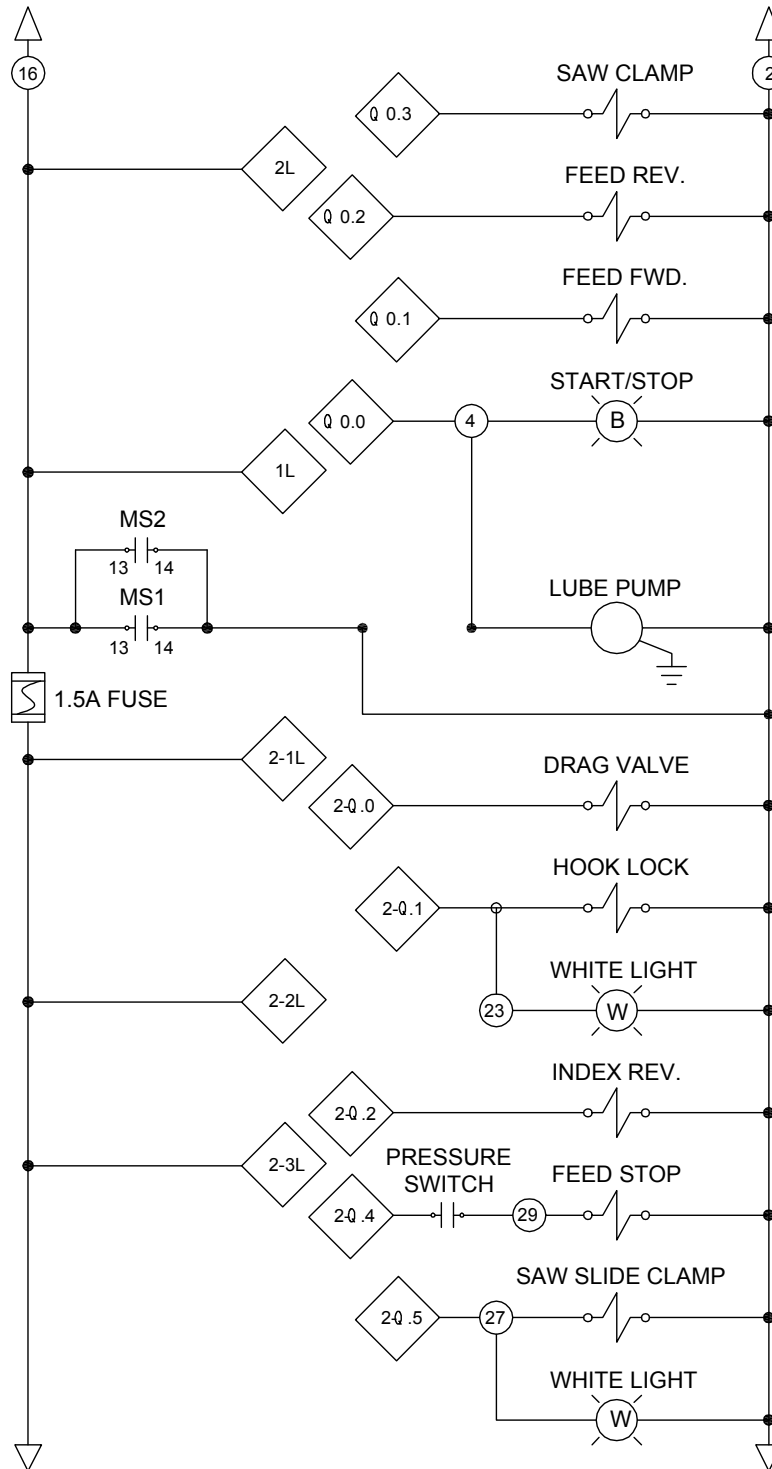 16
2
SAW CLAMP
Q 0.3
2L
FEED REV.
Q 0.2
FEED FWD.
Q 0.1
START/STOP
Q 0.0
4
B
1L
MS2
13 14
MS1
13 14
LUBE PUMP
1.5A FUSE
2-1L
DRAG VALVE
2-Q.0
HOOK LOCK
2-Q.1
WHITE LIGHT
2-2L
23
W
INDEX REV.
2-Q.2
2-3L
PRESSURE
SWITCH
FEED STOP
2-Q.4
29
SAW SLIDE CLAMP
2-Q.5
27
WHITE LIGHT
W